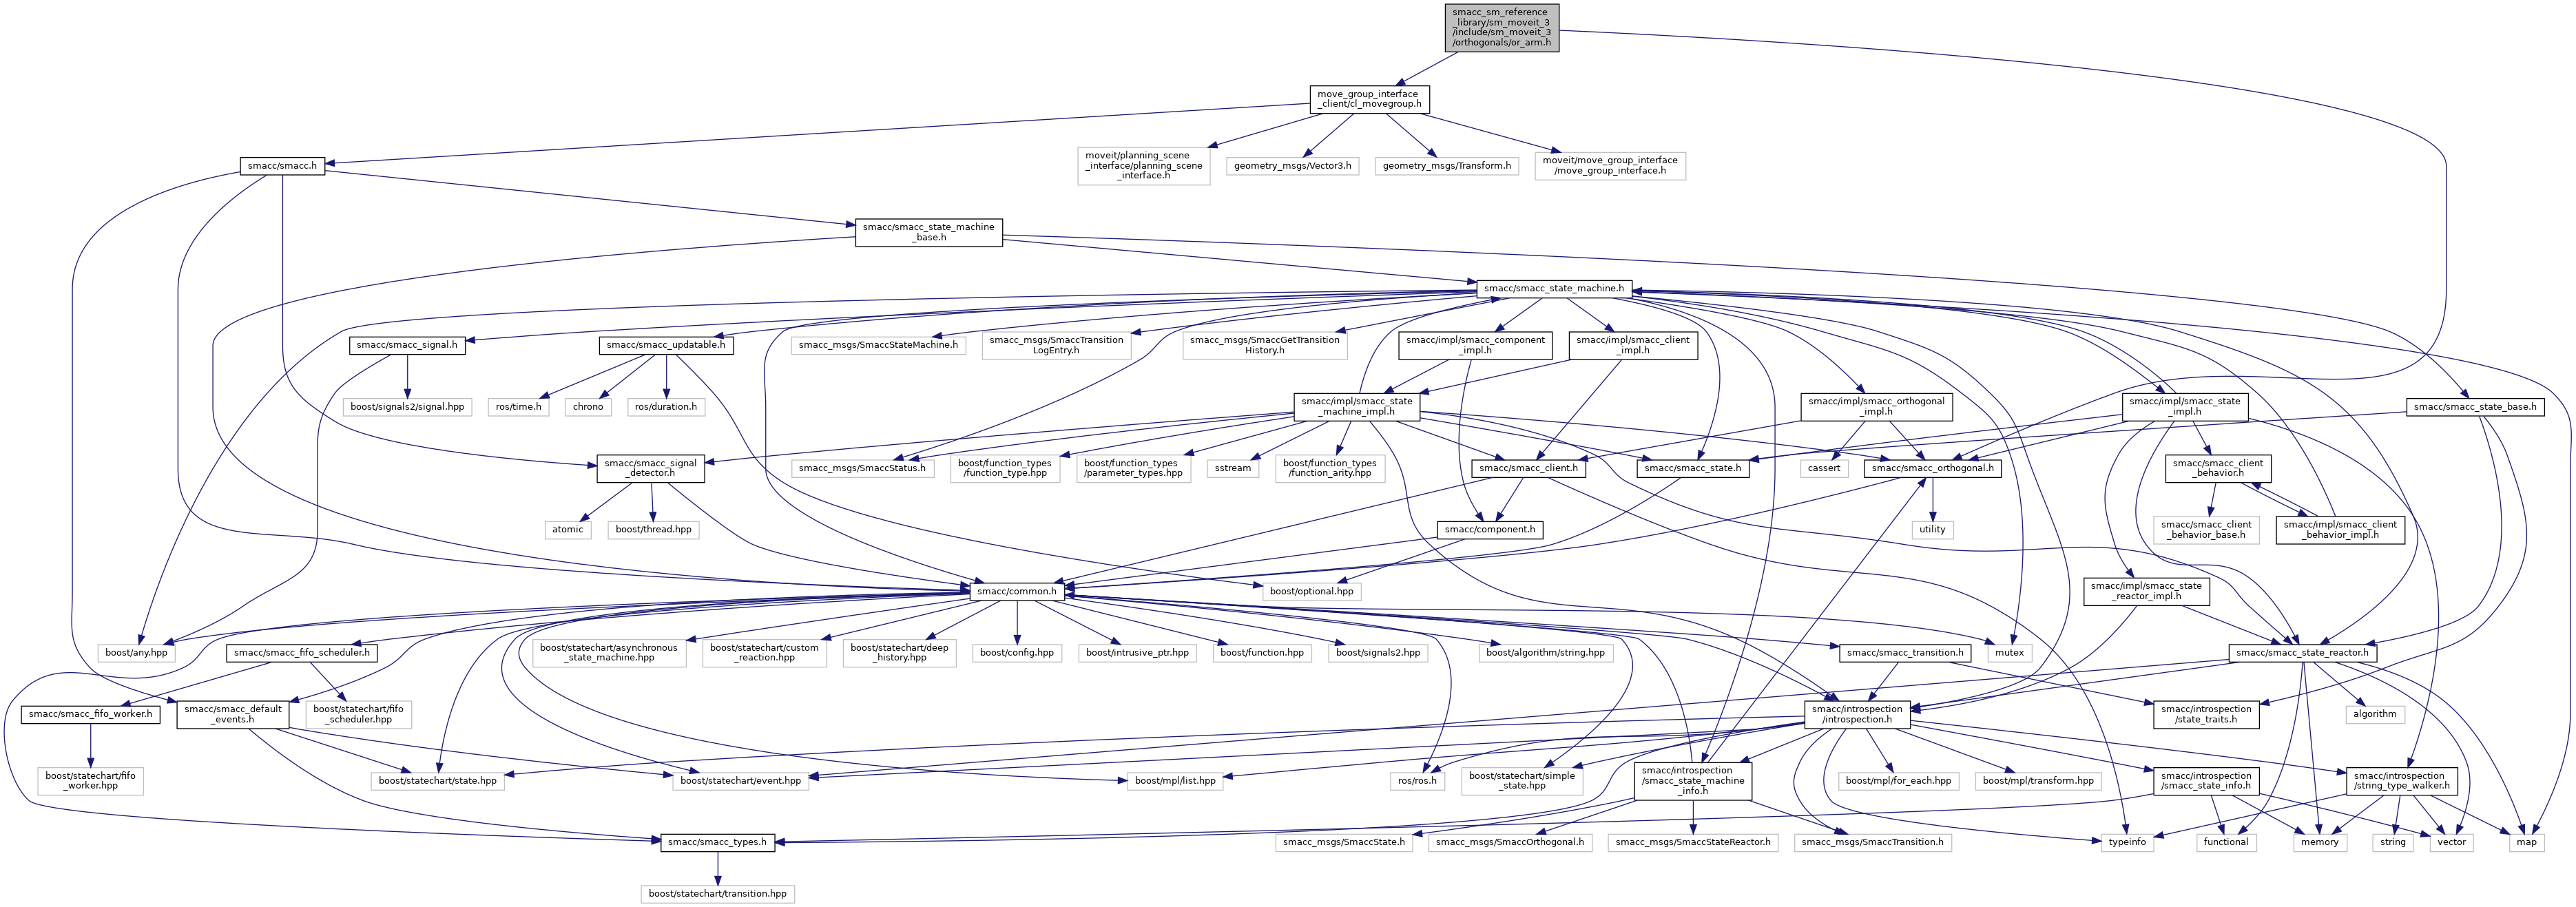 smacc_sm_reference
_library/sm_moveit_3
/include/sm_moveit_3
/orthogonals/or_arm.h
move_group_interface
_client/cl_movegroup.h
smacc/smacc.h
moveit/planning_scene
_interface/planning_scene
_interface.h
geometry_msgs/Vector3.h
geometry_msgs/Transform.h
moveit/move_group_interface
/move_group_interface.h
smacc/smacc_state_machine
_base.h
smacc/smacc_state_machine.h
smacc/smacc_signal.h
smacc/smacc_updatable.h
smacc_msgs/SmaccStateMachine.h
smacc_msgs/SmaccTransition
LogEntry.h
smacc_msgs/SmaccGetTransition
History.h
smacc/impl/smacc_component
_impl.h
smacc/impl/smacc_client
_impl.h
boost/signals2/signal.hpp
ros/time.h
chrono
ros/duration.h
smacc/impl/smacc_state
_machine_impl.h
smacc/impl/smacc_orthogonal
_impl.h
smacc/impl/smacc_state
_impl.h
smacc/smacc_state_base.h
smacc/smacc_signal
_detector.h
smacc_msgs/SmaccStatus.h
boost/function_types
/function_type.hpp
boost/function_types
/parameter_types.hpp
sstream
boost/function_types
/function_arity.hpp
smacc/smacc_client.h
smacc/smacc_state.h
cassert
smacc/smacc_orthogonal.h
smacc/smacc_client
_behavior.h
atomic
boost/thread.hpp
smacc/component.h
utility
smacc/smacc_client
_behavior_base.h
smacc/impl/smacc_client
_behavior_impl.h
smacc/common.h
boost/optional.hpp
smacc/impl/smacc_state
_reactor_impl.h
boost/any.hpp
smacc/smacc_fifo_scheduler.h
boost/statechart/asynchronous
_state_machine.hpp
boost/statechart/custom
_reaction.hpp
boost/statechart/deep
_history.hpp
boost/config.hpp
boost/intrusive_ptr.hpp
boost/function.hpp
boost/signals2.hpp
boost/algorithm/string.hpp
smacc/smacc_transition.h
mutex
smacc/smacc_state_reactor.h
smacc/smacc_fifo_worker.h
smacc/smacc_default
_events.h
boost/statechart/fifo
_scheduler.hpp
smacc/introspection
/introspection.h
smacc/introspection
/state_traits.h
algorithm
boost/statechart/fifo
_worker.hpp
boost/statechart/state.hpp
boost/statechart/event.hpp
boost/mpl/list.hpp
ros/ros.h
boost/statechart/simple
_state.hpp
smacc/introspection
/smacc_state_machine
_info.h
boost/mpl/for_each.hpp
boost/mpl/transform.hpp
smacc/introspection
/smacc_state_info.h
smacc/introspection
/string_type_walker.h
smacc/smacc_types.h
smacc_msgs/SmaccState.h
smacc_msgs/SmaccOrthogonal.h
smacc_msgs/SmaccStateReactor.h
smacc_msgs/SmaccTransition.h
typeinfo
functional
memory
string
vector
map
boost/statechart/transition.hpp